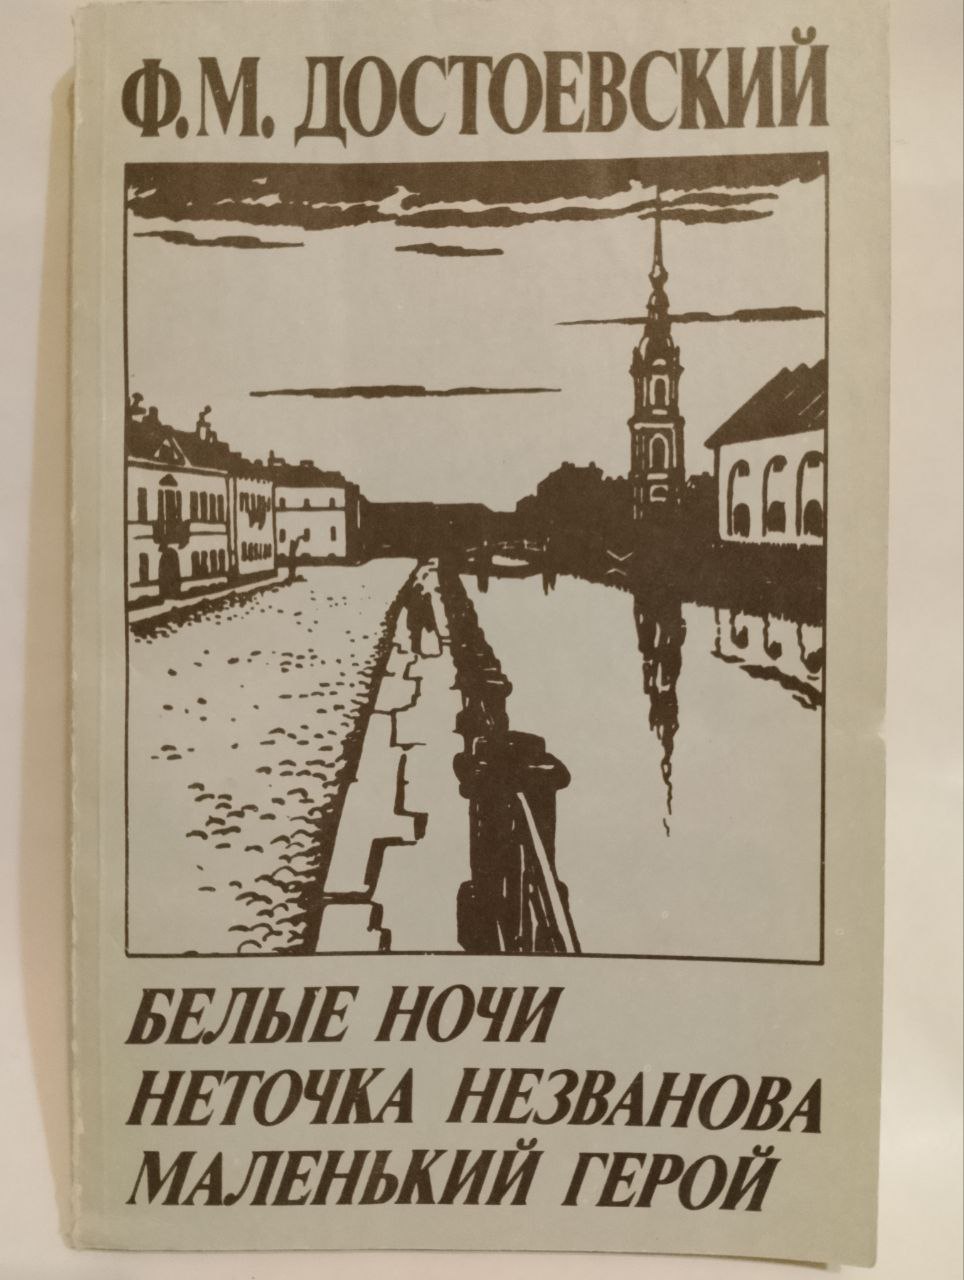 Ф.М. ДОСТОЕВСКИЙ
БЕЛЫЕ НОЧИ
НЕТОЧКА НЕЗВАНОВА
МАЛЕНЬКИЙ ГЕРОЙ